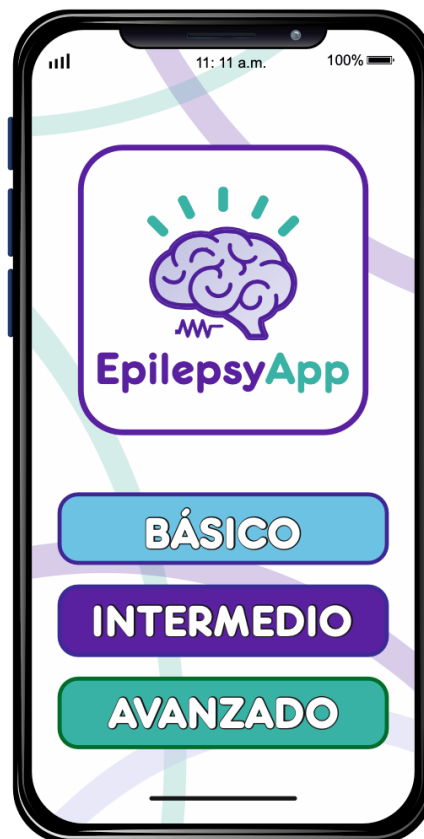 11: 11 a.m. 100%
EpilepsyApp
BÁSICO
INTERMEDIO
AVANZADO